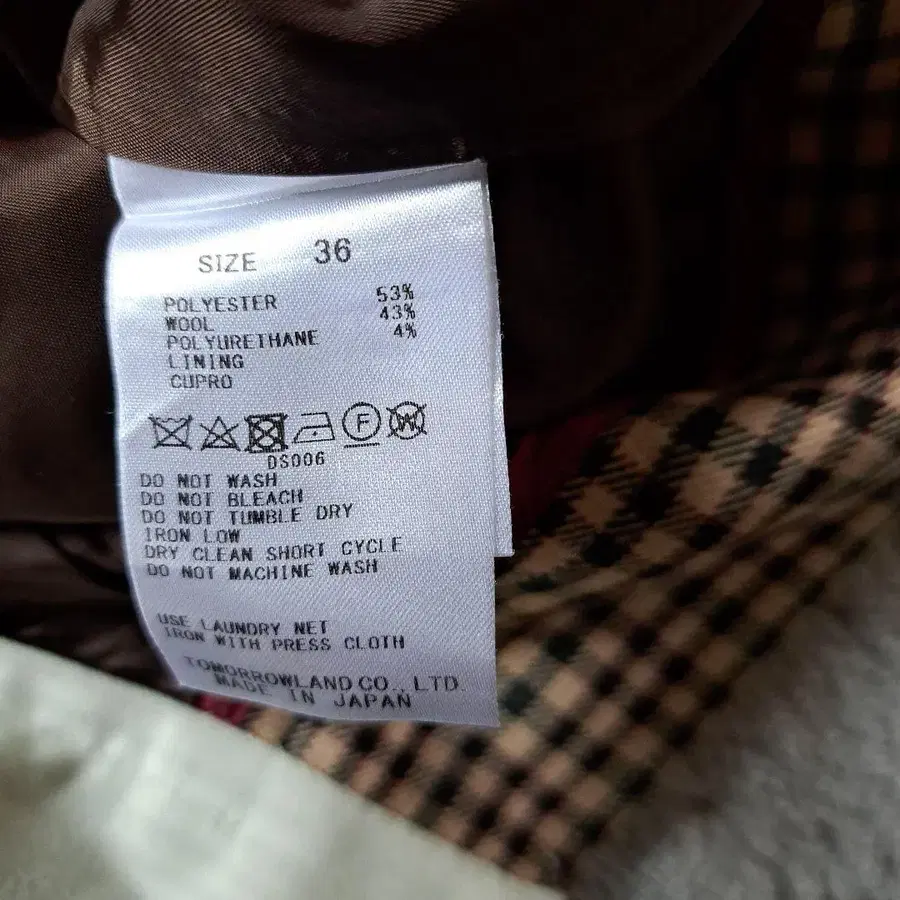 SIZE 36
POLYESTER 53%
WOOL 43%
POLYURETHANE 4%
LINING
CUPRO
F W
DS006
DO NOT WASH
DO NOT BLEACH
DO NOT TUMBLE DRY
IRON LOW
DRY CLEAN SHORT CYCLE
DO NOT MACHINE WASH
USE LAUNDRY NET
IRON WITH PRESS CLOTH
TOMORROWLAND CO., LTD.
MADE IN JAPAN